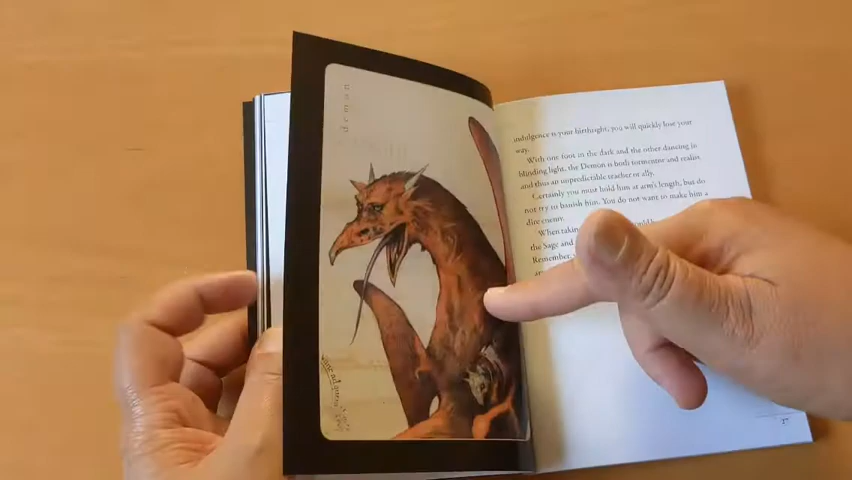 demon
indulgence is your birthright, you will quickly lose your
way.
With one foot in the dark and the other dancing in
blinding light, the Demon is both tormentor and
and thus an unpredictable teacher or ally.
Certainly you must hold him at arm's length, but do
not try to banish him. You do not want to make him a
dire enemy.
When
the Sage and
Remember,